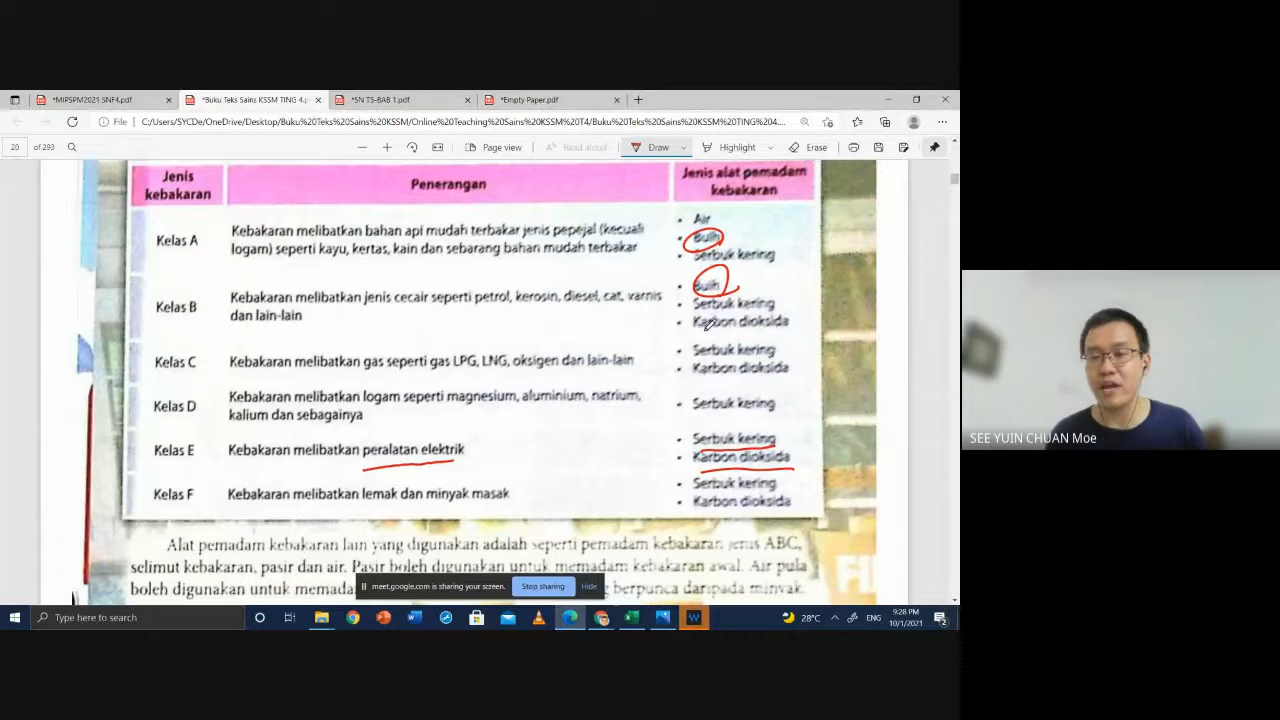 *MIPSPM2021 SNF4.pdf
*Buku Teks Sains KSSM TING 4.p
*SN T5-BAB 1.pdf
*Empty Paper.pdf
File
C:/Users/SYCDe/OneDrive/Desktop/Buku%20Teks%20Sains%20KSSM/Online%20Teaching%20Sains%20KSSM%20T4/Buku%20Teks%20Sains%20KSSM%20TING%204....
20 of 293
Page view
Read aloud
Draw
Highlight
Erase
Jenis kebakaran
Penerangan
Jenis alat pemadam kebakaran
Kelas A
Kebakaran melibatkan bahan api mudah terbakar jenis pepejal (kecuali
logam) seperti kayu, kertas, kain dan sebarang bahan mudah terbakar
• Air
• Buih
• Serbuk kering
Kelas B
Kebakaran melibatkan jenis cecair seperti petrol, kerosin, diesel, cat, varnis
dan lain-lain
• Buih
• Serbuk kering
• Karbon dioksida
Kelas C
Kebakaran melibatkan gas seperti gas LPG, LNG, oksigen dan lain-lain
• Serbuk kering
• Karbon dioksida
Kelas D
Kebakaran melibatkan logam seperti magnesium, aluminium, natrium,
kalium dan sebagainya
• Serbuk kering
Kelas E
Kebakaran melibatkan peralatan elektrik
• Serbuk kering
• Karbon dioksida
Kelas F
Kebakaran melibatkan lemak dan minyak masak
• Serbuk kering
• Karbon dioksida
Alat pemadam kebakaran lain yang digunakan adalah seperti pemadam kebakaran jenis ABC,
selimut kebakaran, pasir dan air. Pasir boleh digunakan untuk memadam kebakaran awal. Air pula
boleh digunakan untuk memada
berpunca daripada minyak.
FI
meet.google.com is sharing your screen.
Stop sharing
Hide
SEE YUIN CHUAN Moe
Type here to search
28°C
ENG
9:28 PM
10/1/2021
2